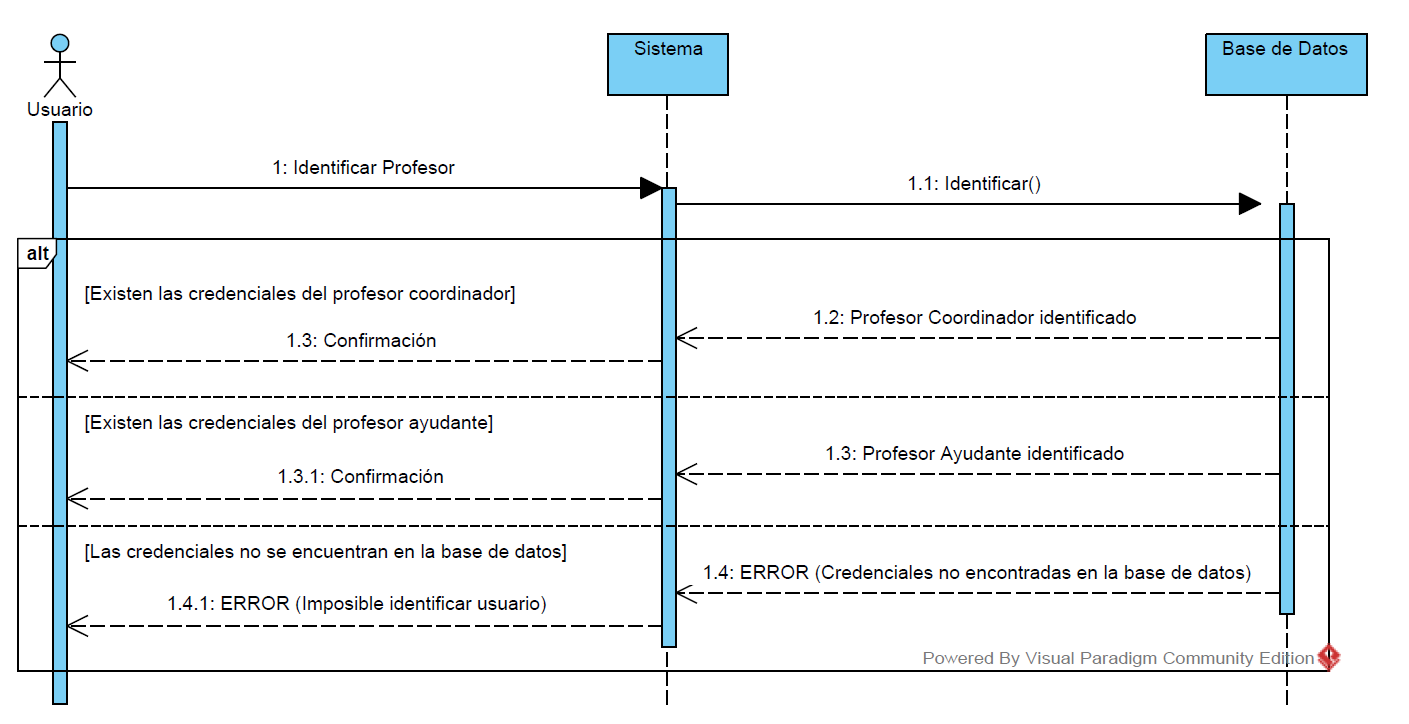 Sistema
Base de Datos
Usuario
1: Identificar Profesor
1.1: Identificar()
alt
[Existen las credenciales del profesor coordinador]
1.2: Profesor Coordinador identificado
1.3: Confirmación
[Existen las credenciales del profesor ayudante]
1.3: Profesor Ayudante identificado
1.3.1: Confirmación
[Las credenciales no se encuentran en la base de datos]
1.4: ERROR (Credenciales no encontradas en la base de datos)
1.4.1: ERROR (Imposible identificar usuario)
Powered By Visual Paradigm Community Edition